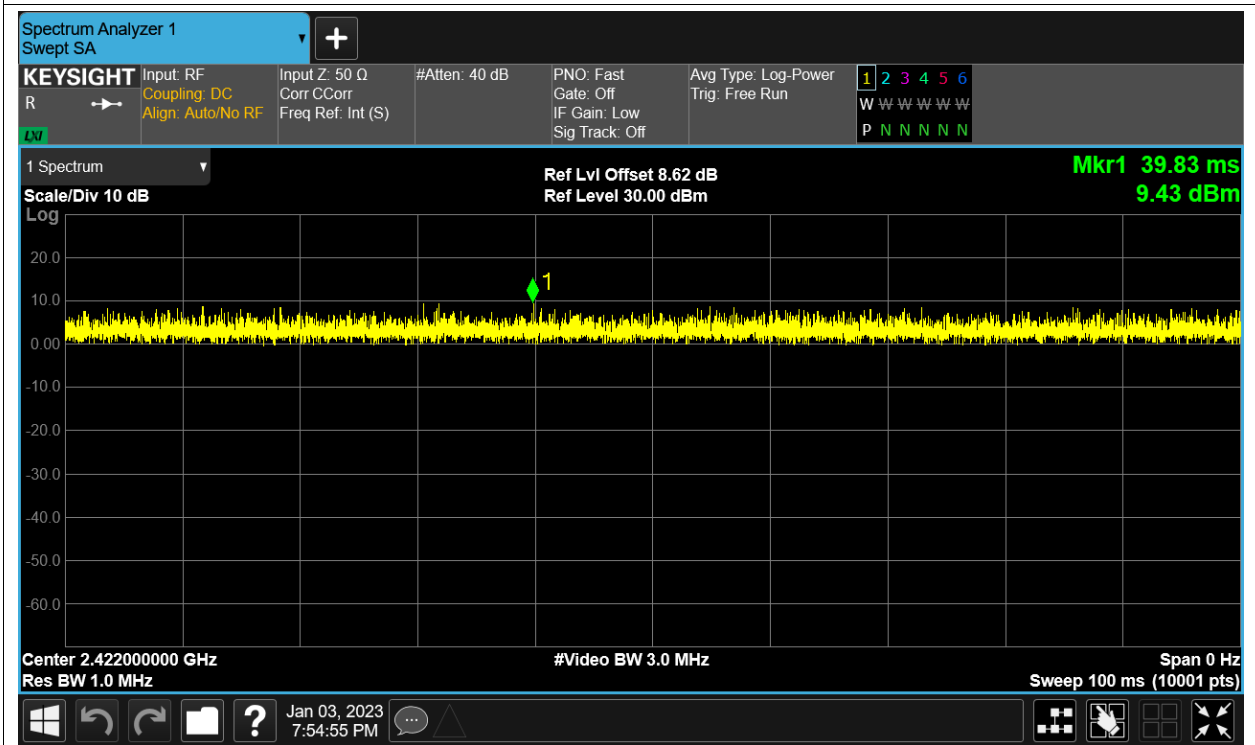 Spectrum Analyzer 1
Swept SA
KEYSIGHT
R
LXI
Input: RF
Coupling: DC
Align: Auto/No RF
Input Z: 50 Ω
Corr CCorr
Freq Ref: Int (S)
#Atten: 40 dB
PNO: Fast
Gate: Off
IF Gain: Low
Sig Track: Off
Avg Type: Log-Power
Trig: Free Run
1 2 3 4 5 6
W W W W W W
P N N N N N
1 Spectrum
Scale/Div 10 dB
Log
Ref Lvl Offset 8.62 dB
Ref Level 30.00 dBm
Mkr1 39.83 ms
9.43 dBm
1
20.0
10.0
0.00
-10.0
-20.0
-30.0
-40.0
-50.0
-60.0
Center 2.422000000 GHz
Res BW 1.0 MHz
#Video BW 3.0 MHz
Span 0 Hz
Sweep 100 ms (10001 pts)
?
Jan 03, 2023
7:54:55 PM